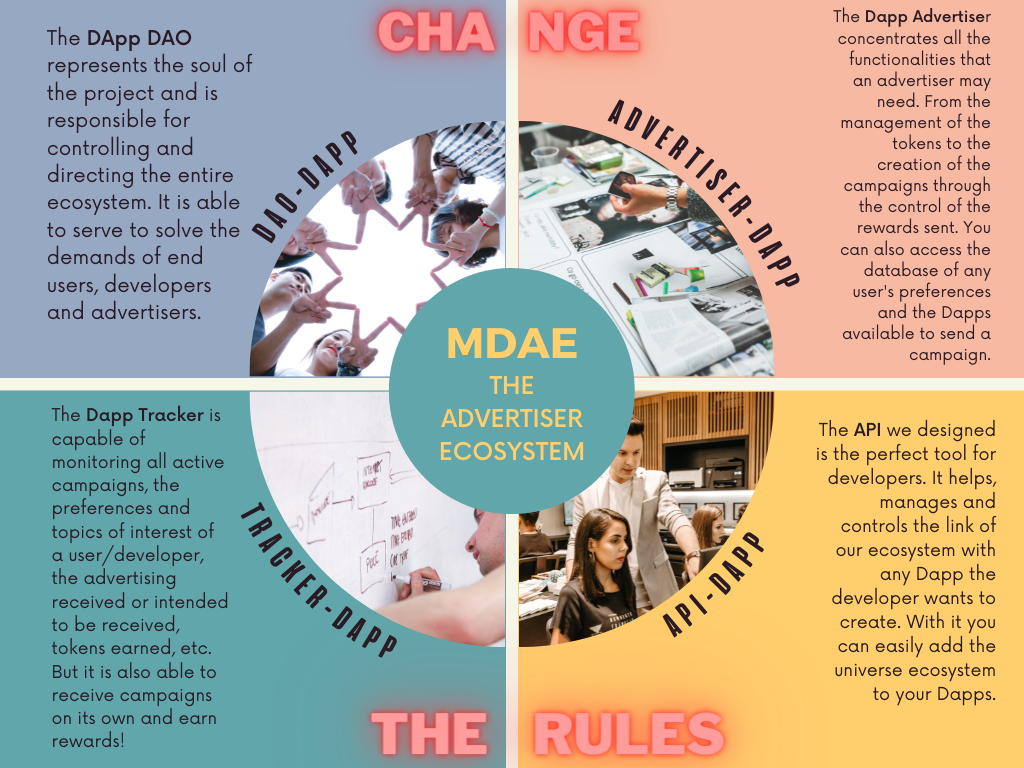 CHANGE
The DApp DAO
represents the soul of
the project and is
responsible for
controlling and
directing the entire
ecosystem. It is able
to serve to solve the
demands of end
users, developers
and advertisers.
DAO-DAPP
ADVERTISER-DAPP
The Dapp Advertiser
concentrates all the
functionalities that
an advertiser may
need. From the
management of the
tokens to the
creation of the
campaigns through
the control of the
rewards sent. You
can also access the
database of any
user's preferences
and the Dapps
available to send a
campaign.
MDAE
THE
ADVERTISER
ECOSYSTEM
The Dapp Tracker is
capable of
monitoring all active
campaigns, the
preferences and
topics of interest of
a user/developer,
the advertising
received or intended
to be received,
tokens earned, etc.
But it is also able to
receive campaigns
on its own and earn
rewards!
TRACKER-DAPP
API-DAPP
The API we designed
is the perfect tool for
developers. It helps,
manages and
controls the link of
our ecosystem with
any Dapp the
developer wants to
create. With it you
can easily add the
universe ecosystem
to your Dapps.
THE RULES